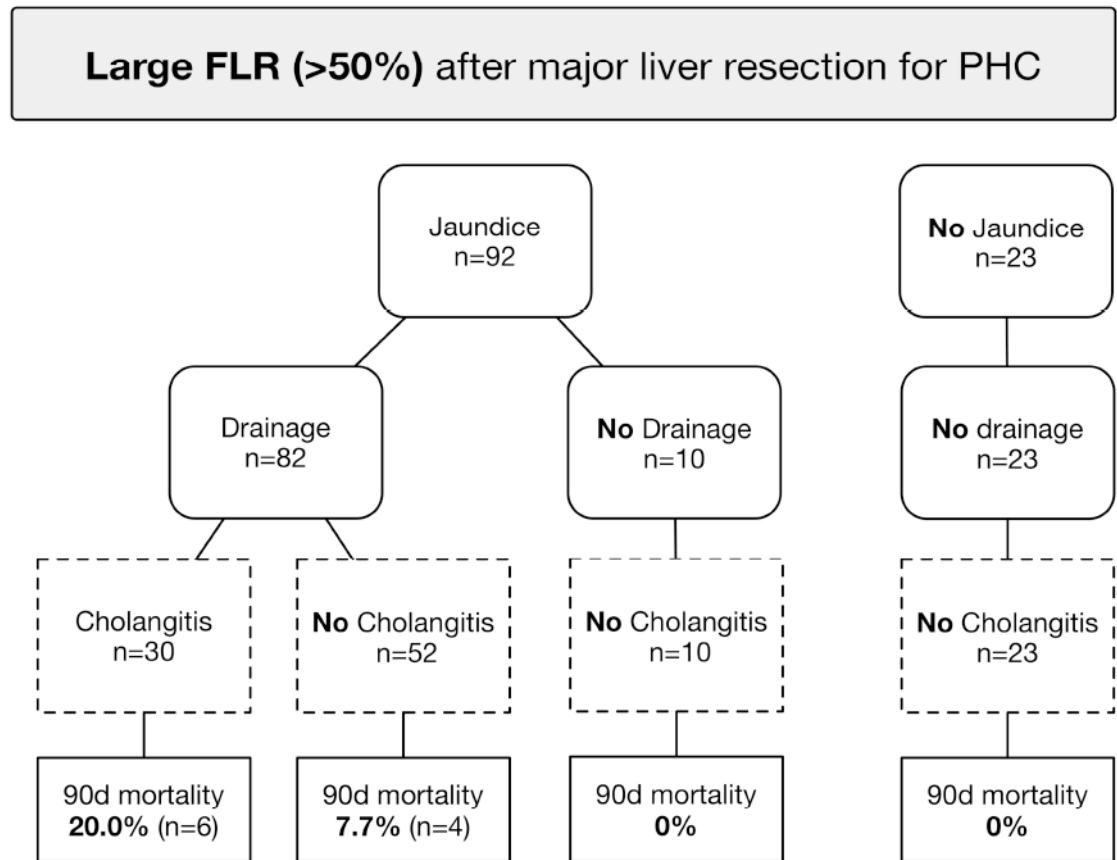 Large FLR (>50%) after major liver resection for PHC
Jaundice
n=92
No Jaundice
n=23
Drainage
n=82
No Drainage
n=10
No drainage
n=23
Cholangitis
n=30
No Cholangitis
n=52
No Cholangitis
n=10
No Cholangitis
n=23
90d mortality
20.0% (n=6)
90d mortality
7.7% (n=4)
90d mortality
0%
90d mortality
0%